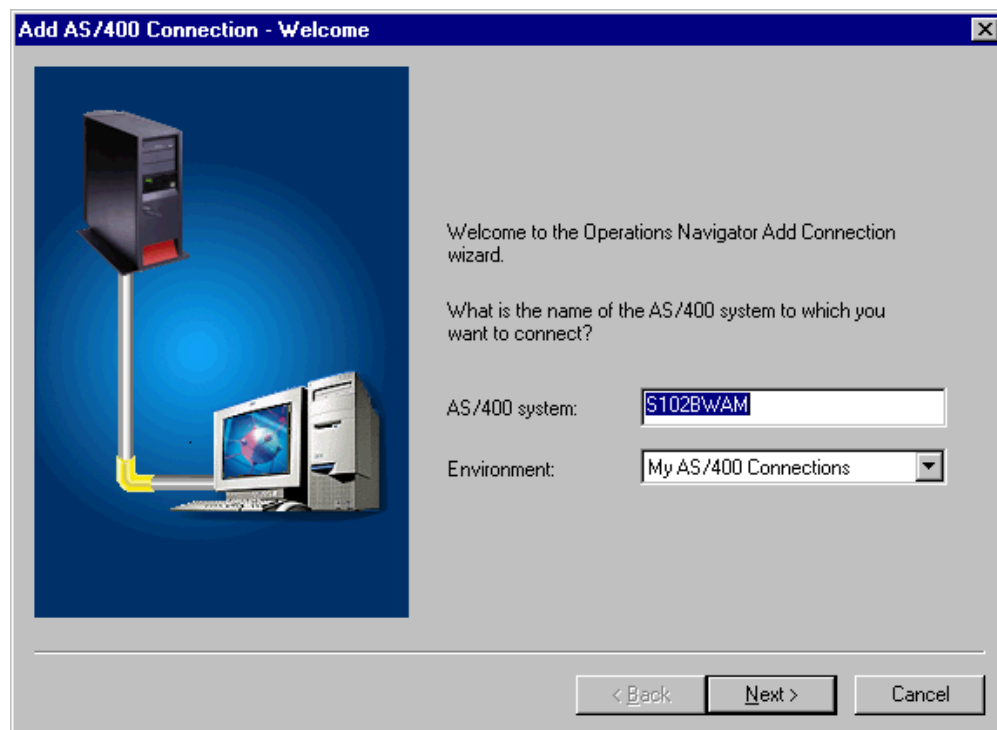 Add AS/400 Connection - Welcome
Welcome to the Operations Navigator Add Connection
wizard.
What is the name of the AS/400 system to which you
want to connect?
AS/400 system: S102BWAM
Environment: My AS/400 Connections
< Back Next > Cancel